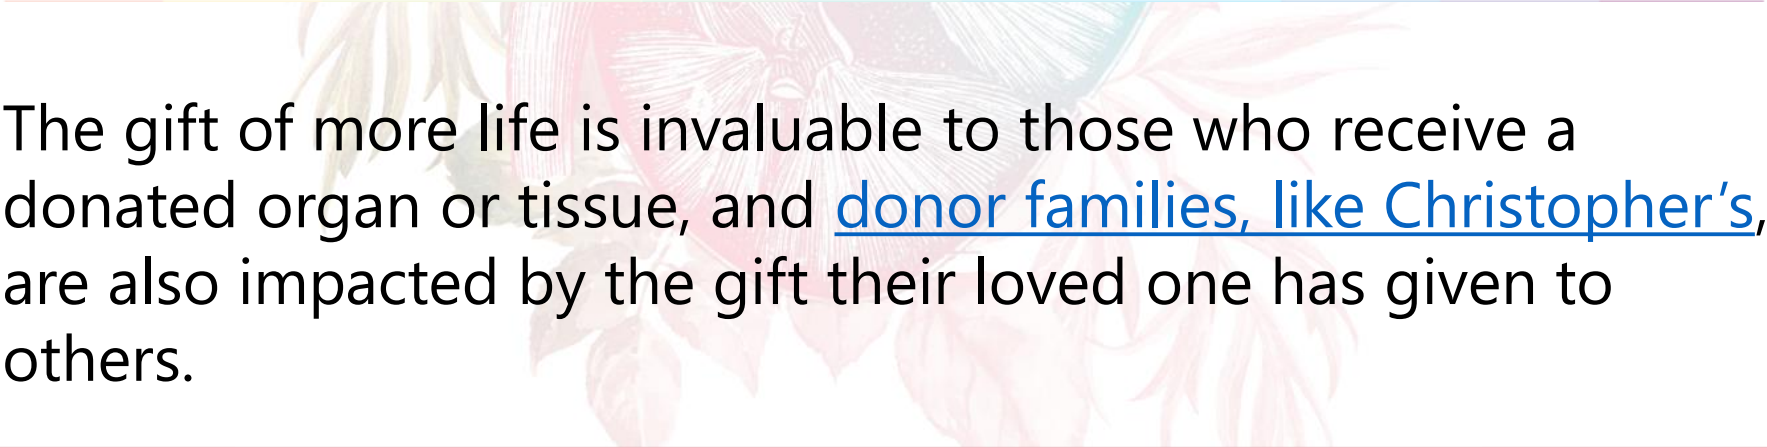 The gift of more life is invaluable to those who receive a
donated organ or tissue, and donor families, like Christopher’s,
are also impacted by the gift their loved one has given to
others.